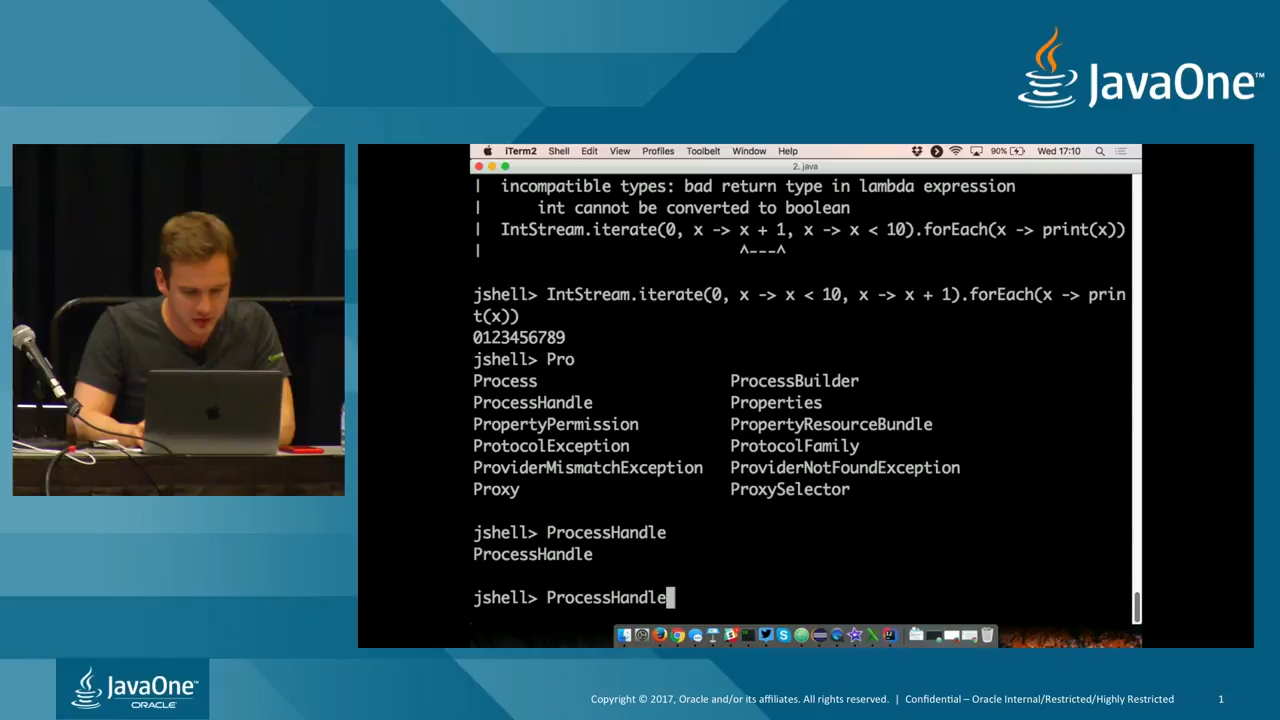 JavaOne™
iTerm2 Shell Edit View Profiles Toolbelt Window Help 90% Wed 17:10
2. java
| incompatible types: bad return type in lambda expression
| int cannot be converted to boolean
| IntStream.iterate(0, x -> x + 1, x -> x < 10).forEach(x -> print(x))
| ^---^
jshell> IntStream.iterate(0, x -> x < 10, x -> x + 1).forEach(x -> prin
t(x))
0123456789
jshell> Pro
Process ProcessBuilder
ProcessHandle Properties
PropertyPermission PropertyResourceBundle
ProtocolException ProtocolFamily
ProviderMismatchException ProviderNotFoundException
Proxy ProxySelector
jshell> ProcessHandle
ProcessHandle
jshell> ProcessHandle
JavaOne™
ORACLE
Copyright © 2017, Oracle and/or its affiliates. All rights reserved. | Confidential – Oracle Internal/Restricted/Highly Restricted 1